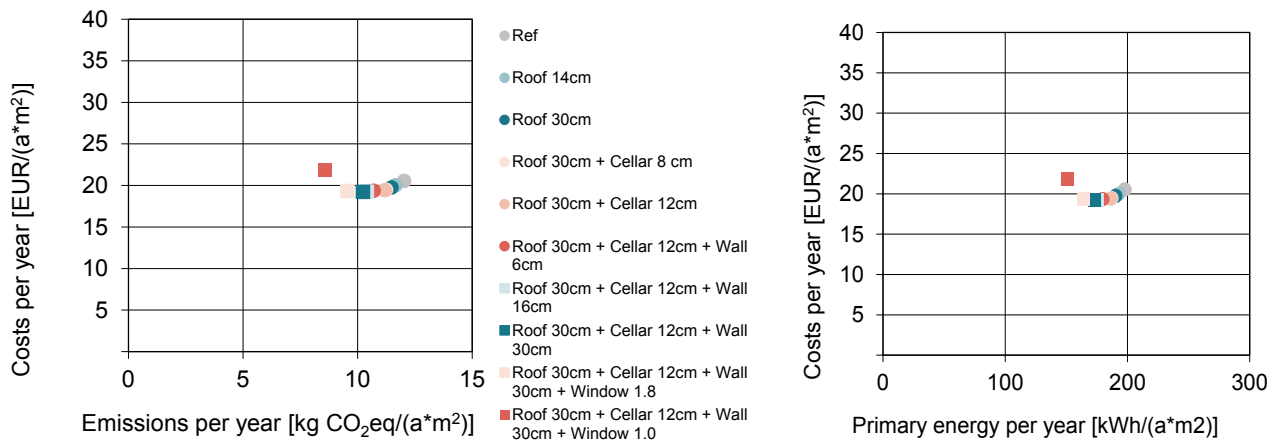 Costs per year [EUR/(a*m²)]
40
35
30
25
20
15
10
5
0
5
10
15
Emissions per year [kg CO₂eq/(a*m²)]
Ref
Roof 14cm
Roof 30cm
Roof 30cm + Cellar 8 cm
Roof 30cm + Cellar 12cm
Roof 30cm + Cellar 12cm + Wall
6cm
Roof 30cm + Cellar 12cm + Wall
16cm
Roof 30cm + Cellar 12cm + Wall
30cm
Roof 30cm + Cellar 12cm + Wall
30cm + Window 1.8
Roof 30cm + Cellar 12cm + Wall
30cm + Window 1.0
Costs per year [EUR/(a*m²)]
40
35
30
25
20
15
10
5
0
100
200
300
Primary energy per year [kWh/(a*m2)]